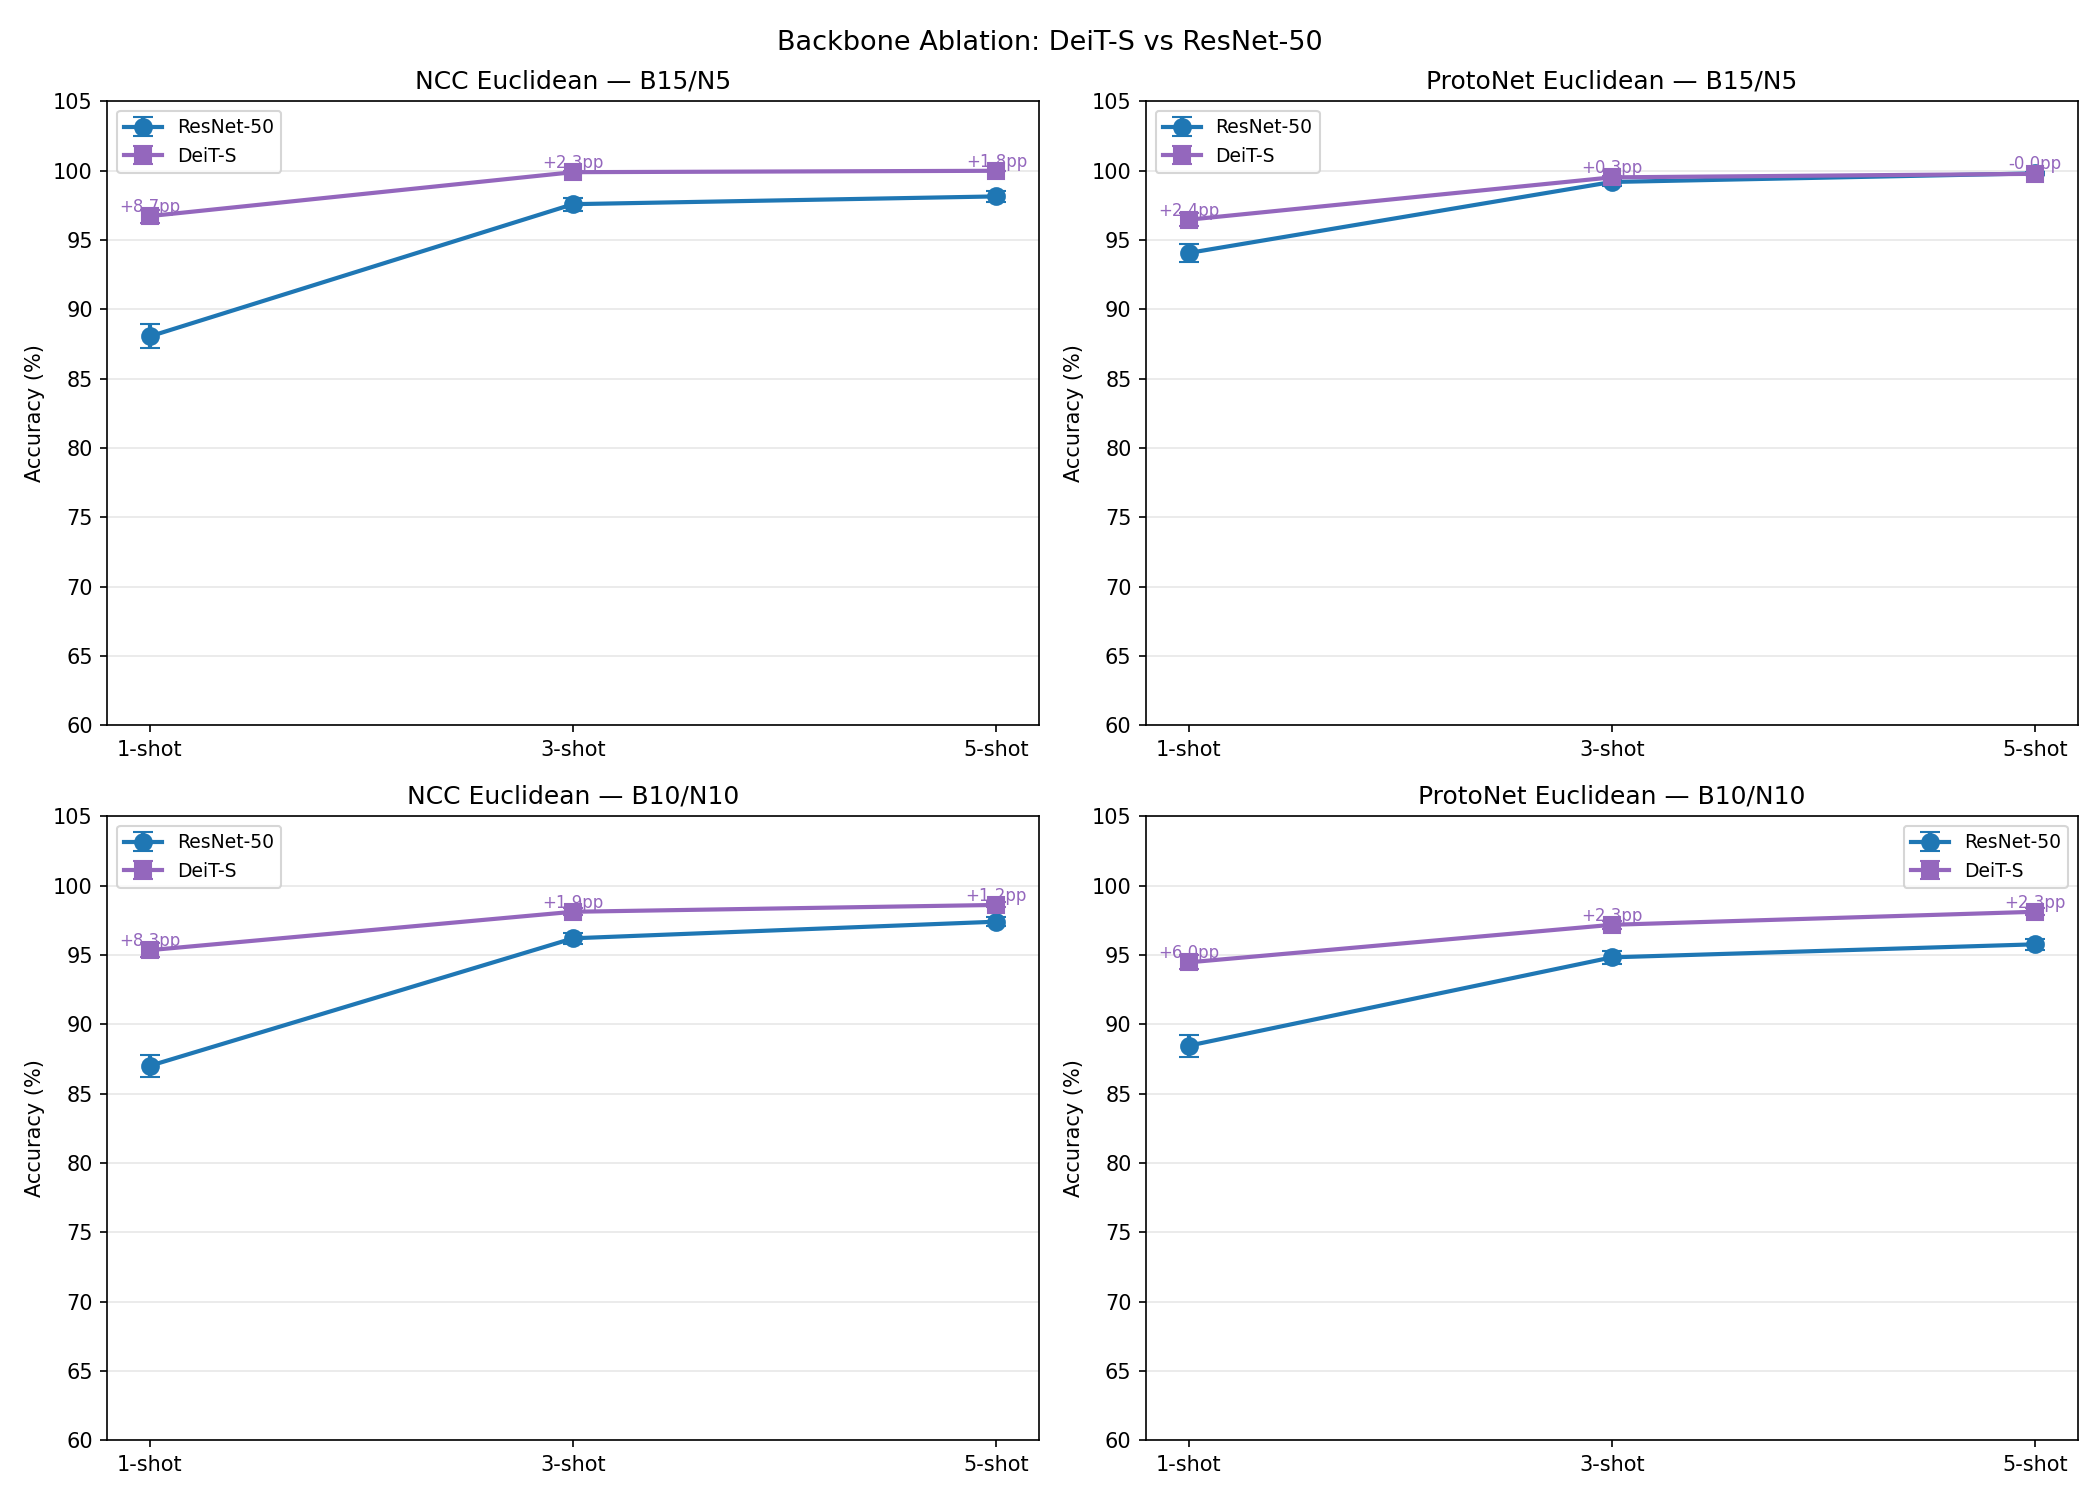 Backbone Ablation: DeiT-S vs ResNet-50
NCC Euclidean — B15/N5
105
100
95
90
85
80
75
70
65
60
Accuracy (%)
ResNet-50
DeiT-S
+8.7pp
+2.3pp
+1.8pp
1-shot
3-shot
5-shot
ProtoNet Euclidean — B15/N5
105
100
95
90
85
80
75
70
65
60
Accuracy (%)
ResNet-50
DeiT-S
+2.4pp
+0.3pp
-0.0pp
1-shot
3-shot
5-shot
NCC Euclidean — B10/N10
105
100
95
90
85
80
75
70
65
60
Accuracy (%)
ResNet-50
DeiT-S
+8.3pp
+1.9pp
+1.2pp
1-shot
3-shot
5-shot
ProtoNet Euclidean — B10/N10
105
100
95
90
85
80
75
70
65
60
Accuracy (%)
ResNet-50
DeiT-S
+6.0pp
+2.3pp
+2.3pp
1-shot
3-shot
5-shot